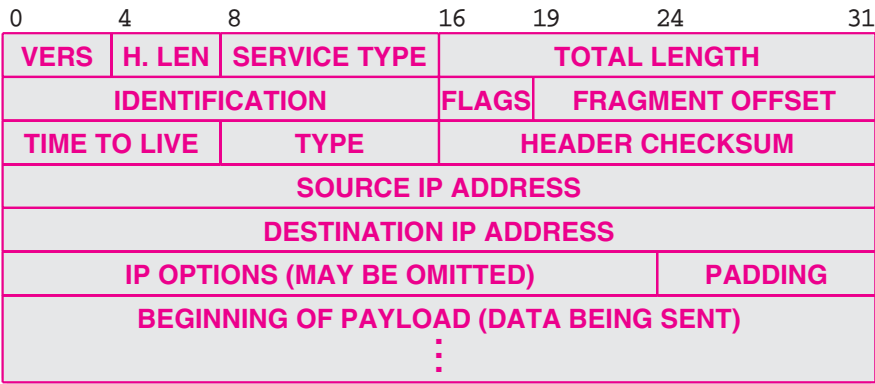 0 4 8 16 19 24 31
VERS H. LEN SERVICE TYPE TOTAL LENGTH
IDENTIFICATION FLAGS FRAGMENT OFFSET
TIME TO LIVE TYPE HEADER CHECKSUM
SOURCE IP ADDRESS
DESTINATION IP ADDRESS
IP OPTIONS (MAY BE OMITTED) PADDING
BEGINNING OF PAYLOAD (DATA BEING SENT)